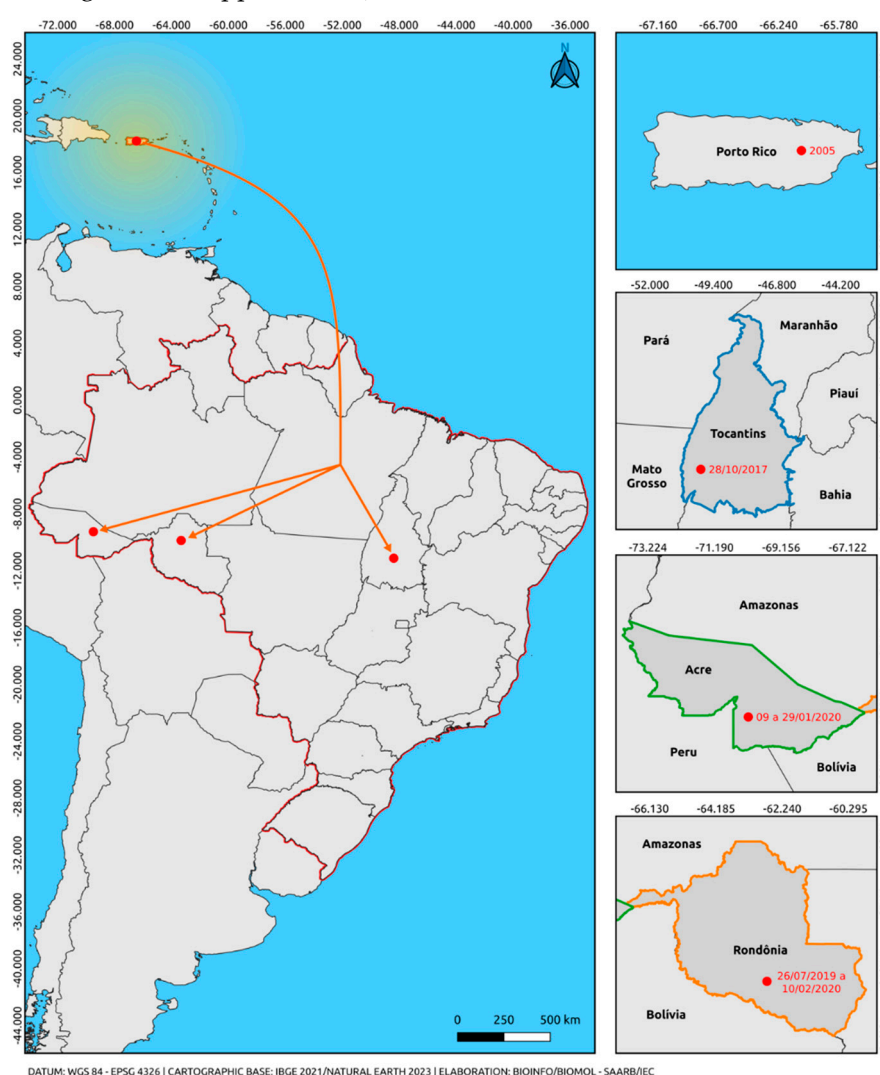 -72.000 -68.000 -64.000 -60.000 -56.000 -52.000 -48.000 -44.000 -40.000 -36.000
24.000
20.000
16.000
12.000
8.000
4.000
0.000
-4.000
-8.000
-12.000
-16.000
-20.000
-24.000
-28.000
-32.000
-36.000
-40.000
-44.000
N
0 250 500 km
-67.160 -66.700 -66.240 -65.780
Porto Rico
2005
-52.000 -49.400 -46.800 -44.200
Pará
Maranhão
Piauí
Tocantins
Mato
Grosso
28/10/2017
Bahia
-73.224 -71.190 -69.156 -67.122
Amazonas
Acre
09 a 29/01/2020
Peru
Bolívia
-66.130 -64.185 -62.240 -60.295
Amazonas
Rondônia
26/07/2019 a
10/02/2020
Bolívia
DATUM: WGS 84 - EPSG 4326 | CARTOGRAPHIC BASE: IBGE 2021/NATURAL EARTH 2023 | ELABORATION: BIOINFO/BIOMOL - SAARB/IEC